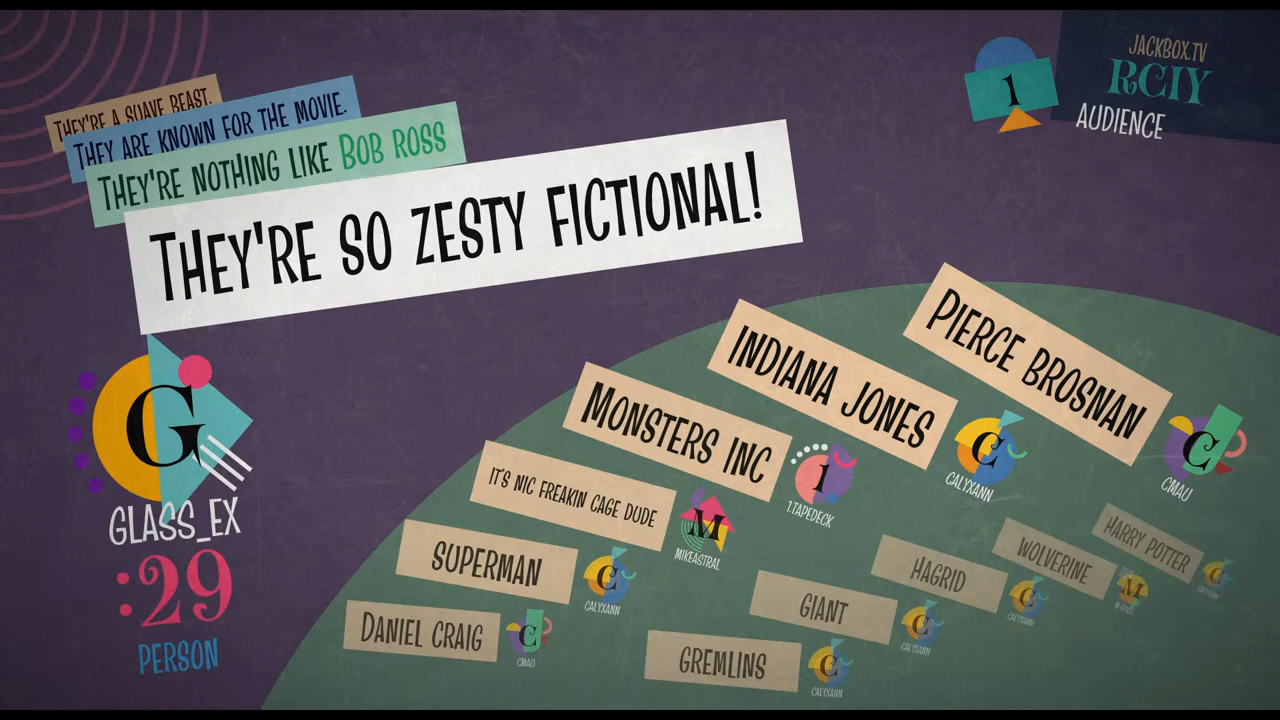 JACKBOX.TV
RCIY
1
AUDIENCE
THEY'RE A SUAVE BEAST.
THEY ARE KNOWN FOR THE MOVIE.
THEY'RE NOTHING LIKE BOB ROSS
THEY'RE SO ZESTY FICTIONAL!
G
GLASS_EX
:29
PERSON
PIERCE BROSNAN
C
CMAU
INDIANA JONES
C
CALYXANN
MONSTERS INC
1
1.TAPEDECK
IT'S NIC FREAKIN CAGE DUDE
M
MIKEASTRAL
SUPERMAN
C
CALYXANN
DANIEL CRAIG
C
CMAU
HARRY POTTER
WOLVERINE
M
HAGRID
C
CALYXANN
GIANT
C
CALYXANN
GREMLINS
C
CALYXANN